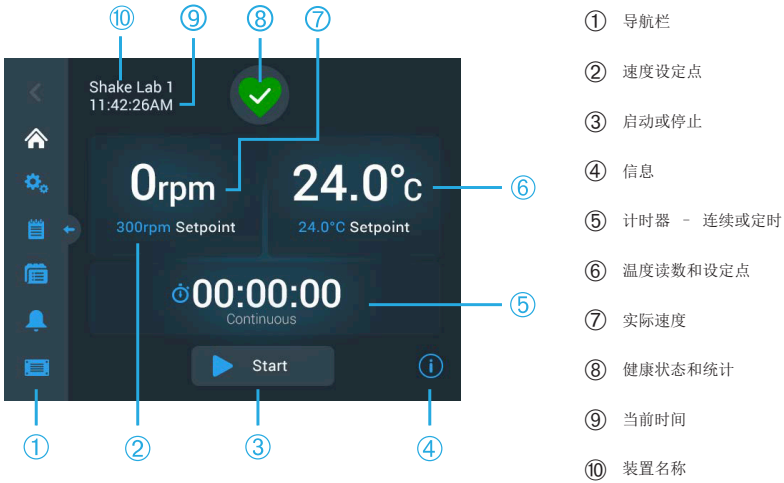 ⑩ ⑨ ⑧ ⑦
Shake Lab 1
11:42:26AM
0rpm
300rpm Setpoint
24.0°C
24.0°C Setpoint
⑥
00:00:00
Continuous
⑤
Start
① ② ③ ④
① 导航栏
② 速度设定点
③ 启动或停止
④ 信息
⑤ 计时器 – 连续或定时
⑥ 温度读数和设定点
⑦ 实际速度
⑧ 健康状态和统计
⑨ 当前时间
⑩ 装置名称